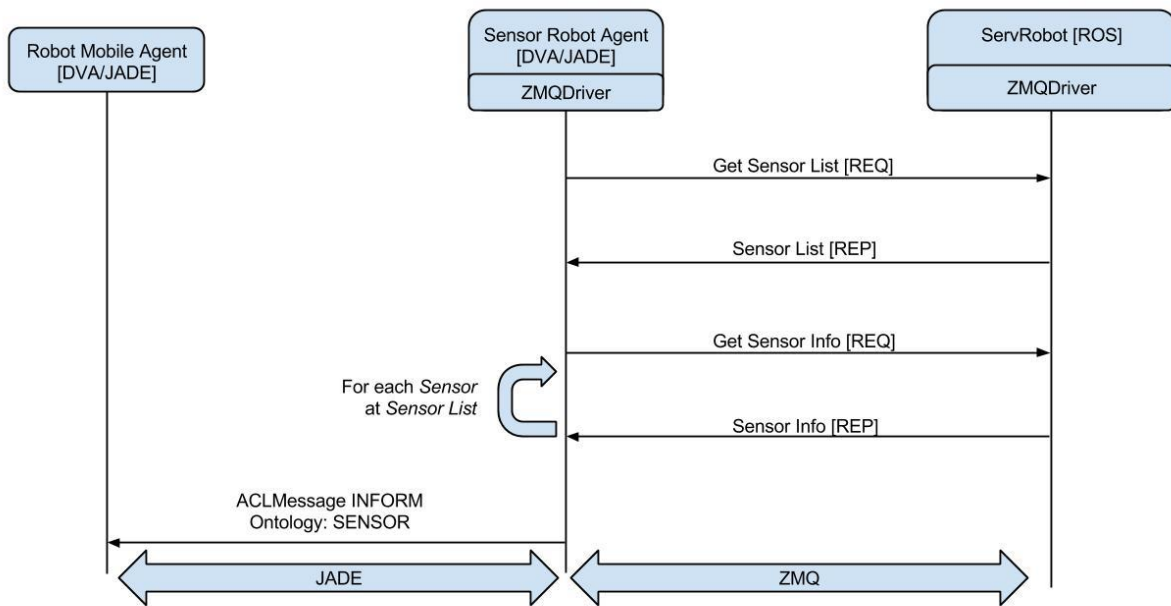 Robot Mobile Agent
[DVA/JADE]
Sensor Robot Agent
[DVA/JADE]
ZMQDriver
ServRobot [ROS]
ZMQDriver
Get Sensor List [REQ]
Sensor List [REP]
Get Sensor Info [REQ]
For each Sensor
at Sensor List
Sensor Info [REP]
ACLMessage INFORM
Ontology: SENSOR
JADE
ZMQ